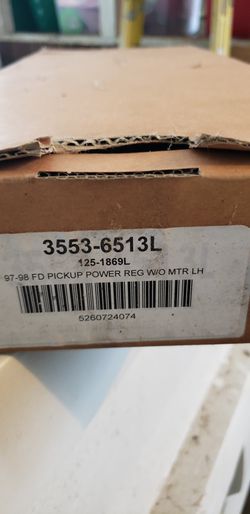 3553-6513L
125-1869L
97-98 FD PICKUP POWER REG W/O MTR LH
5260724074